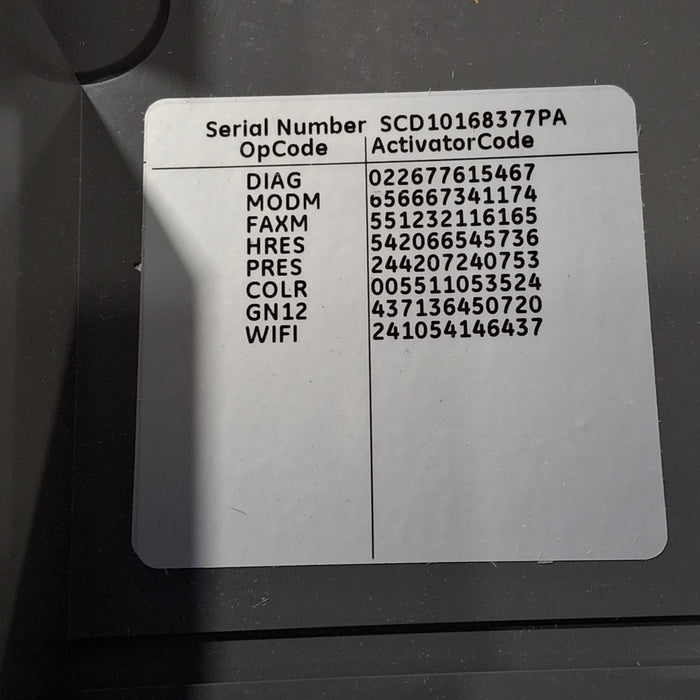 Serial Number SCD10168377PA
OpCode ActivatorCode
DIAG 022677615467
MODM 656667341174
FAXM 551232116165
HRES 542066545736
PRES 244207240753
COLR 005511053524
GN12 437136450720
WIFI 241054146437